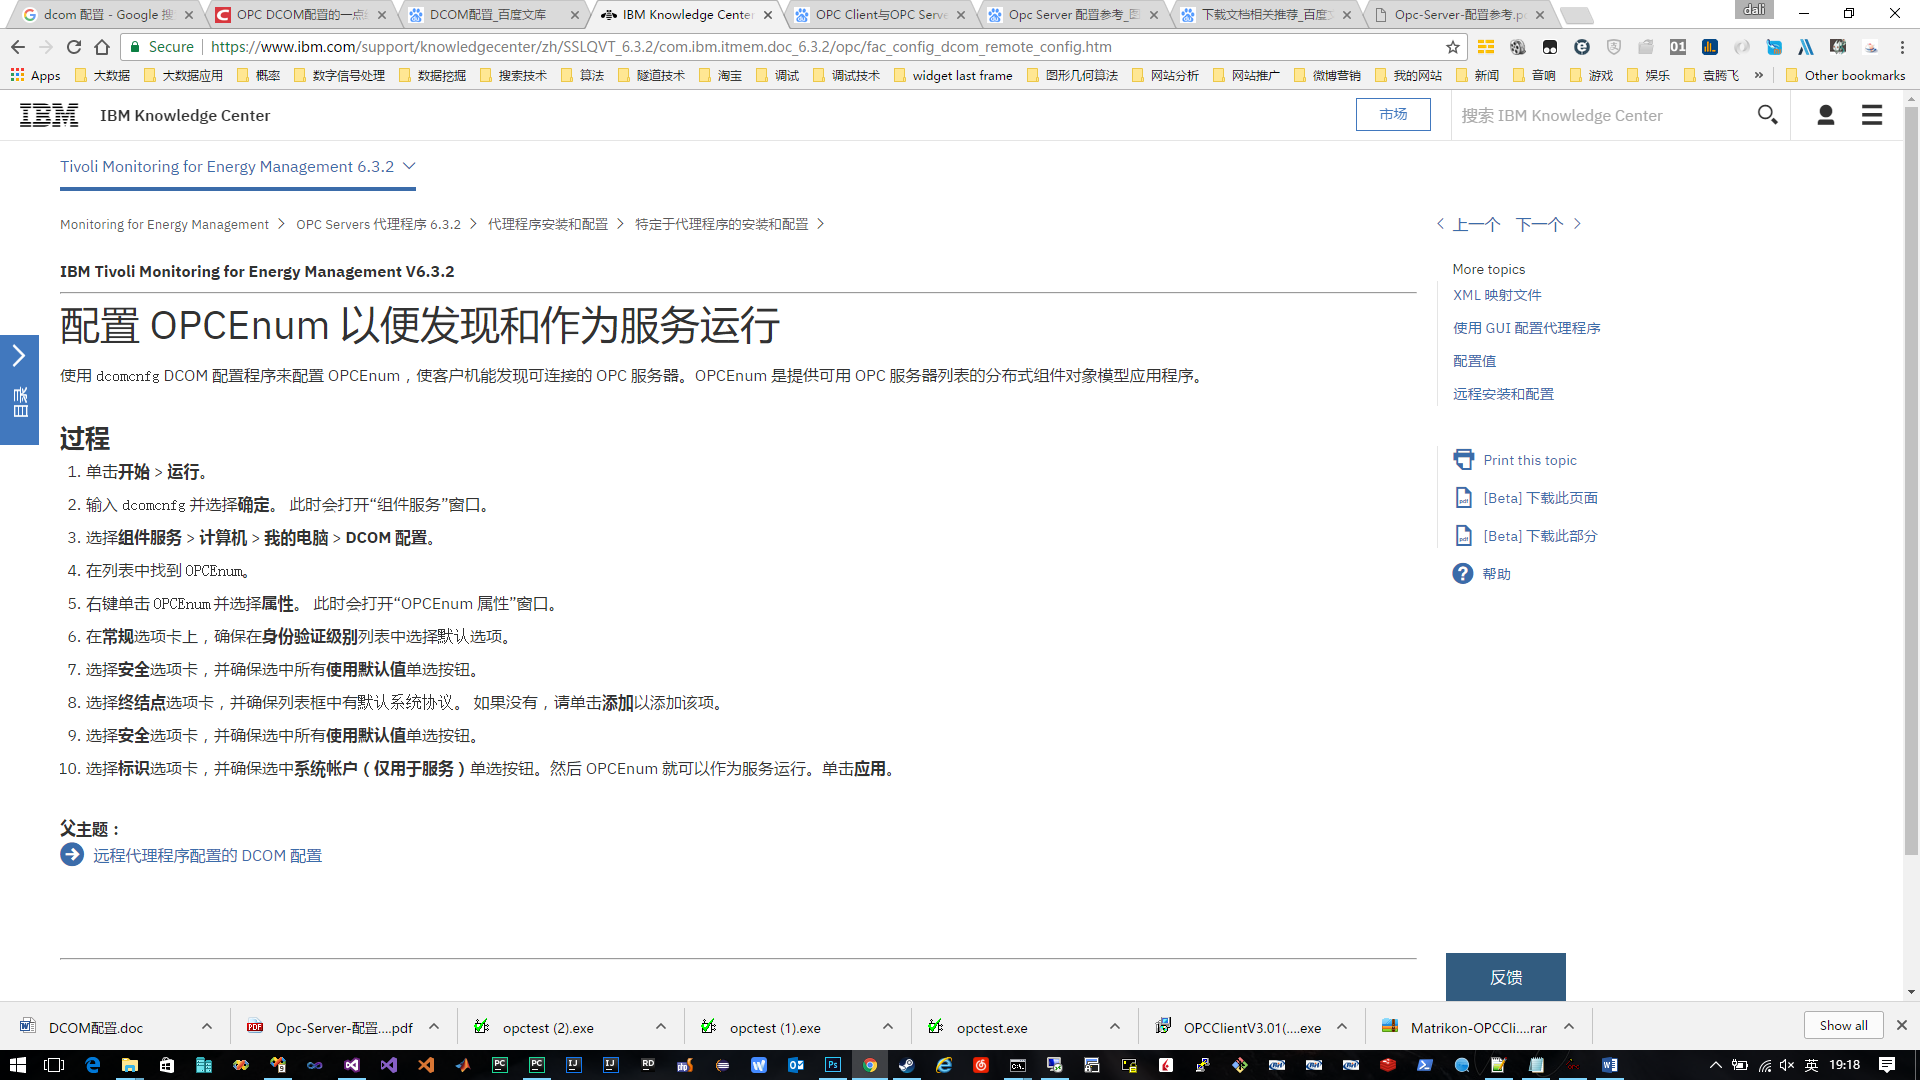 dcom 配置 - Google 搜
OPC DCOM配置的一点
DCOM配置_百度文库
IBM Knowledge Center
OPC Client与OPC Serv
Opc Server 配置参考_
下载文档相关推荐_百度
Opc-Server-配置参考.p
dali
Secure
https://www.ibm.com/support/knowledgecenter/zh/SSLQVT_6.3.2/com.ibm.itmem.doc_6.3.2/opc/fac_config_dcom_remote_config.htm
01
Apps 大数据 大数据应用 概率 数字信号处理 数据挖掘 搜索技术 算法 隧道技术 淘宝 调试 调试技术 widget last frame 图形几何算法 网站分析 网站推广 微博营销 我的网站 新闻 音响 游戏 娱乐 袁腾飞 » Other bookmarks
IBM IBM Knowledge Center
市场
搜索 IBM Knowledge Center
Tivoli Monitoring for Energy Management 6.3.2
Monitoring for Energy Management > OPC Servers 代理程序 6.3.2 > 代理程序安装和配置 > 特定于代理程序的安装和配置 >
上一个 下一个
IBM Tivoli Monitoring for Energy Management V6.3.2
配置 OPCEnum 以便发现和作为服务运行
使用 dcomcnfg DCOM 配置程序来配置 OPCEnum，使客户机能发现可连接的 OPC 服务器。OPCEnum 是提供可用 OPC 服务器列表的分布式组件对象模型应用程序。
目录
过程
1. 单击开始 > 运行。
2. 输入 dcomcnfg 并选择确定。 此时会打开“组件服务”窗口。
3. 选择组件服务 > 计算机 > 我的电脑 > DCOM 配置。
4. 在列表中找到 OPCEnum。
5. 右键单击 OPCEnum 并选择属性。 此时会打开“OPCEnum 属性”窗口。
6. 在常规选项卡上，确保在身份验证级别列表中选择默认选项。
7. 选择安全选项卡，并确保选中所有使用默认值单选按钮。
8. 选择终结点选项卡，并确保列表框中有默认系统协议。 如果没有，请单击添加以添加该项。
9. 选择安全选项卡，并确保选中所有使用默认值单选按钮。
10. 选择标识选项卡，并确保选中系统帐户（仅用于服务）单选按钮。然后 OPCEnum 就可以作为服务运行。单击应用。
父主题：
远程代理程序配置的 DCOM 配置
More topics
XML 映射文件
使用 GUI 配置代理程序
配置值
远程安装和配置
Print this topic
[Beta] 下载此页面
[Beta] 下载此部分
帮助
反馈
DCOM配置.doc
Opc-Server-配置....pdf
opctest (2).exe
opctest (1).exe
opctest.exe
OPCClientV3.01(....exe
Matrikon-OPCCli....rar
Show all
英 19:18